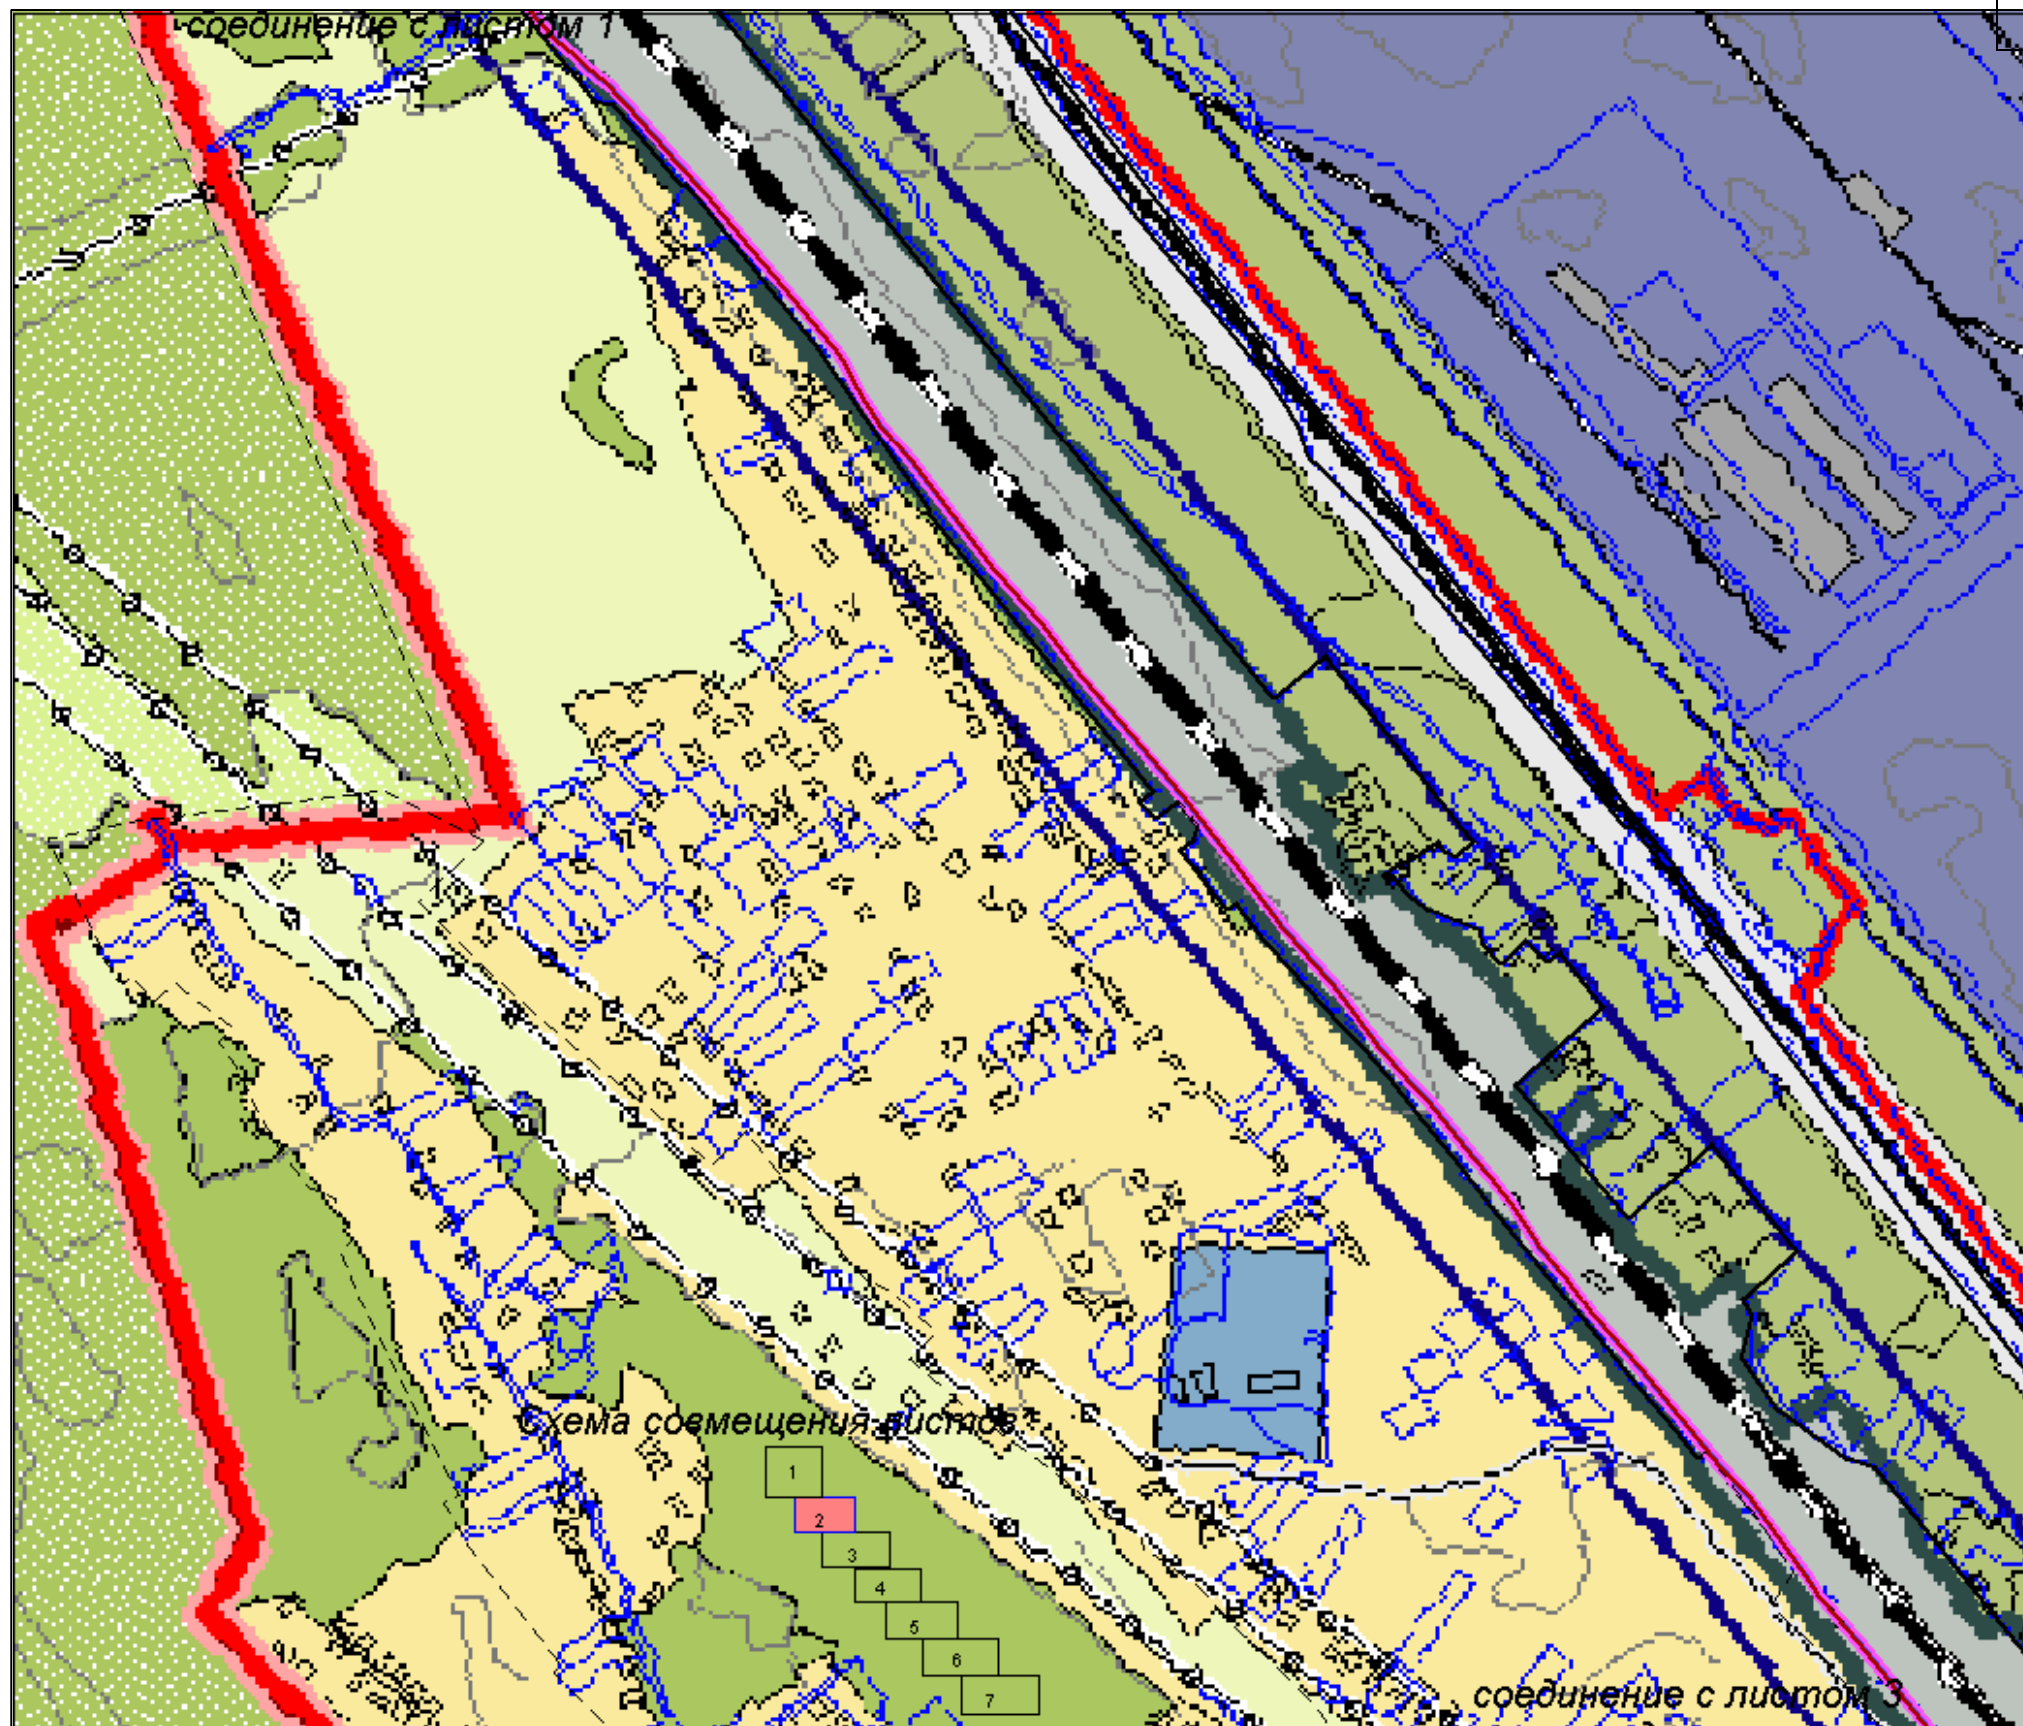 соединение с листом 1
Схема совмещения листов
1
2
3
4
5
6
7
соединение с листом 3